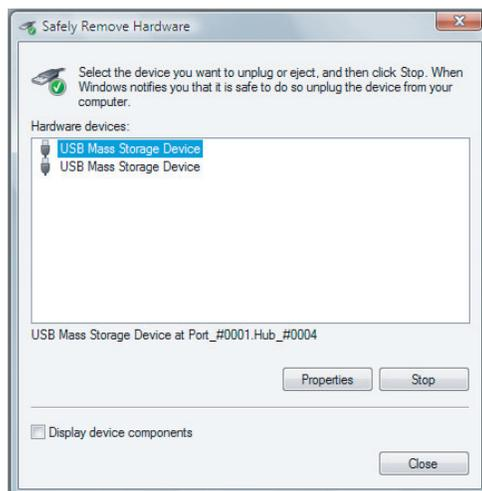 Safely Remove Hardware
Select the device you want to unplug or eject, and then click Stop. When
Windows notifies you that it is safe to do so unplug the device from your
computer.
Hardware devices:
USB Mass Storage Device
USB Mass Storage Device
USB Mass Storage Device at Port_#0001.Hub_#0004
Properties Stop
Display device components
Close